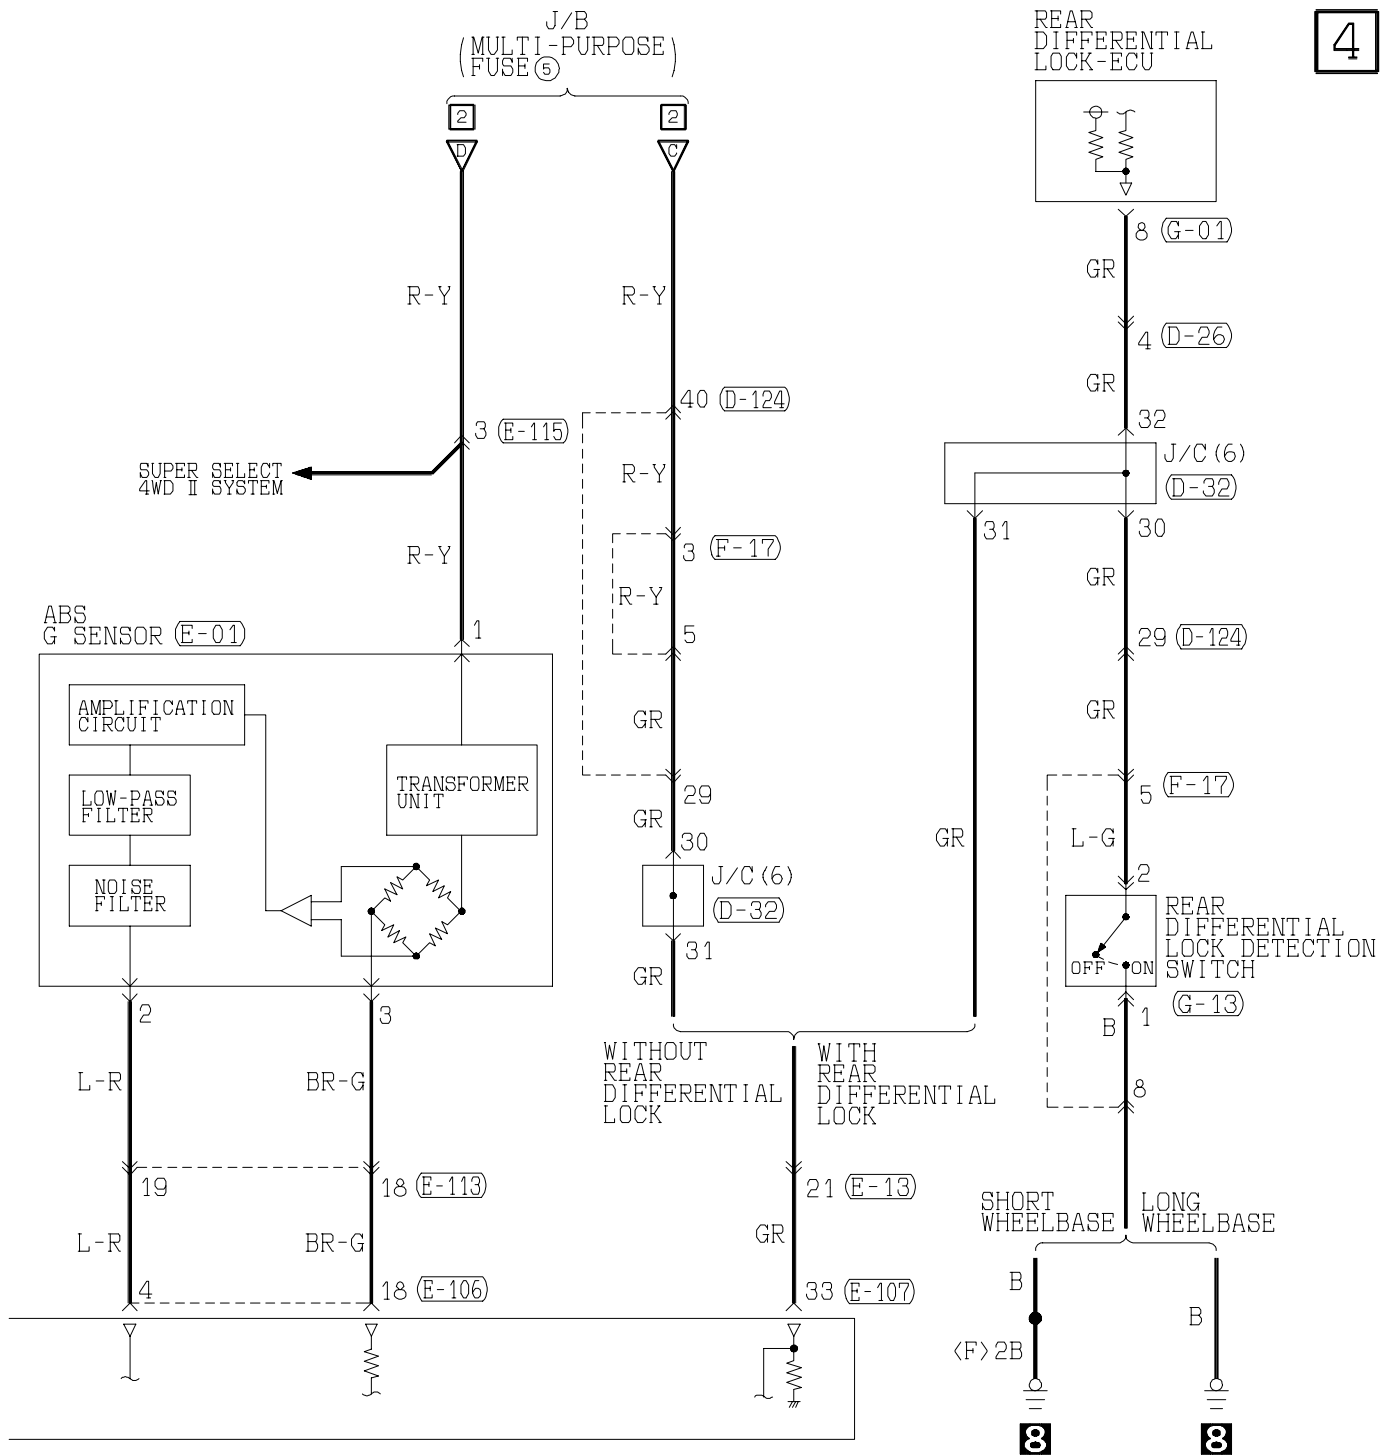 J/B
(MULTI-PURPOSE
FUSE⑤)
REAR
DIFFERENTIAL
LOCK-ECU
4
2
2
D
C
8 (G-01)
GR
R-Y
R-Y
4 (D-26)
GR
40 (D-124)
32
3 (E-115)
J/C(6)
(D-32)
SUPER SELECT
4WD Ⅱ SYSTEM
R-Y
31
30
R-Y
3 (F-17)
GR
R-Y
ABS
G SENSOR (E-01)
1
5
29 (D-124)
AMPLIFICATION
CIRCUIT
GR
GR
TRANSFORMER
UNIT
LOW-PASS
FILTER
29
5 (F-17)
GR
30
GR
L-G
NOISE
FILTER
J/C(6)
(D-32)
2
REAR
DIFFERENTIAL
LOCK DETECTION
SWITCH
OFF
ON
31
GR
(G-13)
2
3
B
1
WITHOUT
REAR
DIFFERENTIAL
LOCK
WITH
REAR
DIFFERENTIAL
LOCK
L-R
BR-G
8
19
18 (E-113)
21 (E-13)
SHORT
WHEELBASE
LONG
WHEELBASE
L-R
BR-G
GR
4
18 (E-106)
33 (E-107)
B
B
<F>2B
8
8